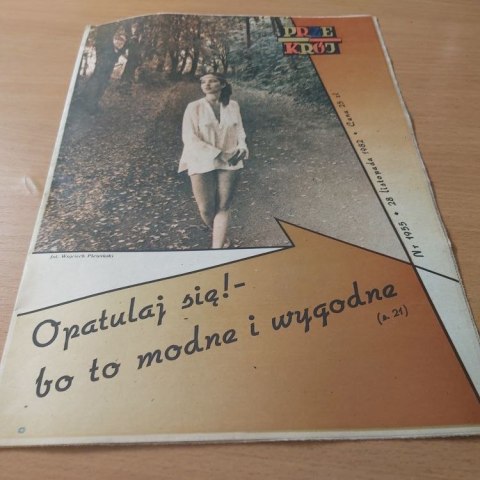 PRZE
KRÓJ
Nr 1955 • 28 listopada 1982 • Cena 25 zł
fot. Wojciech Plewiński
Opatulaj się!-
bo to modne i wygodne
(s. 21)